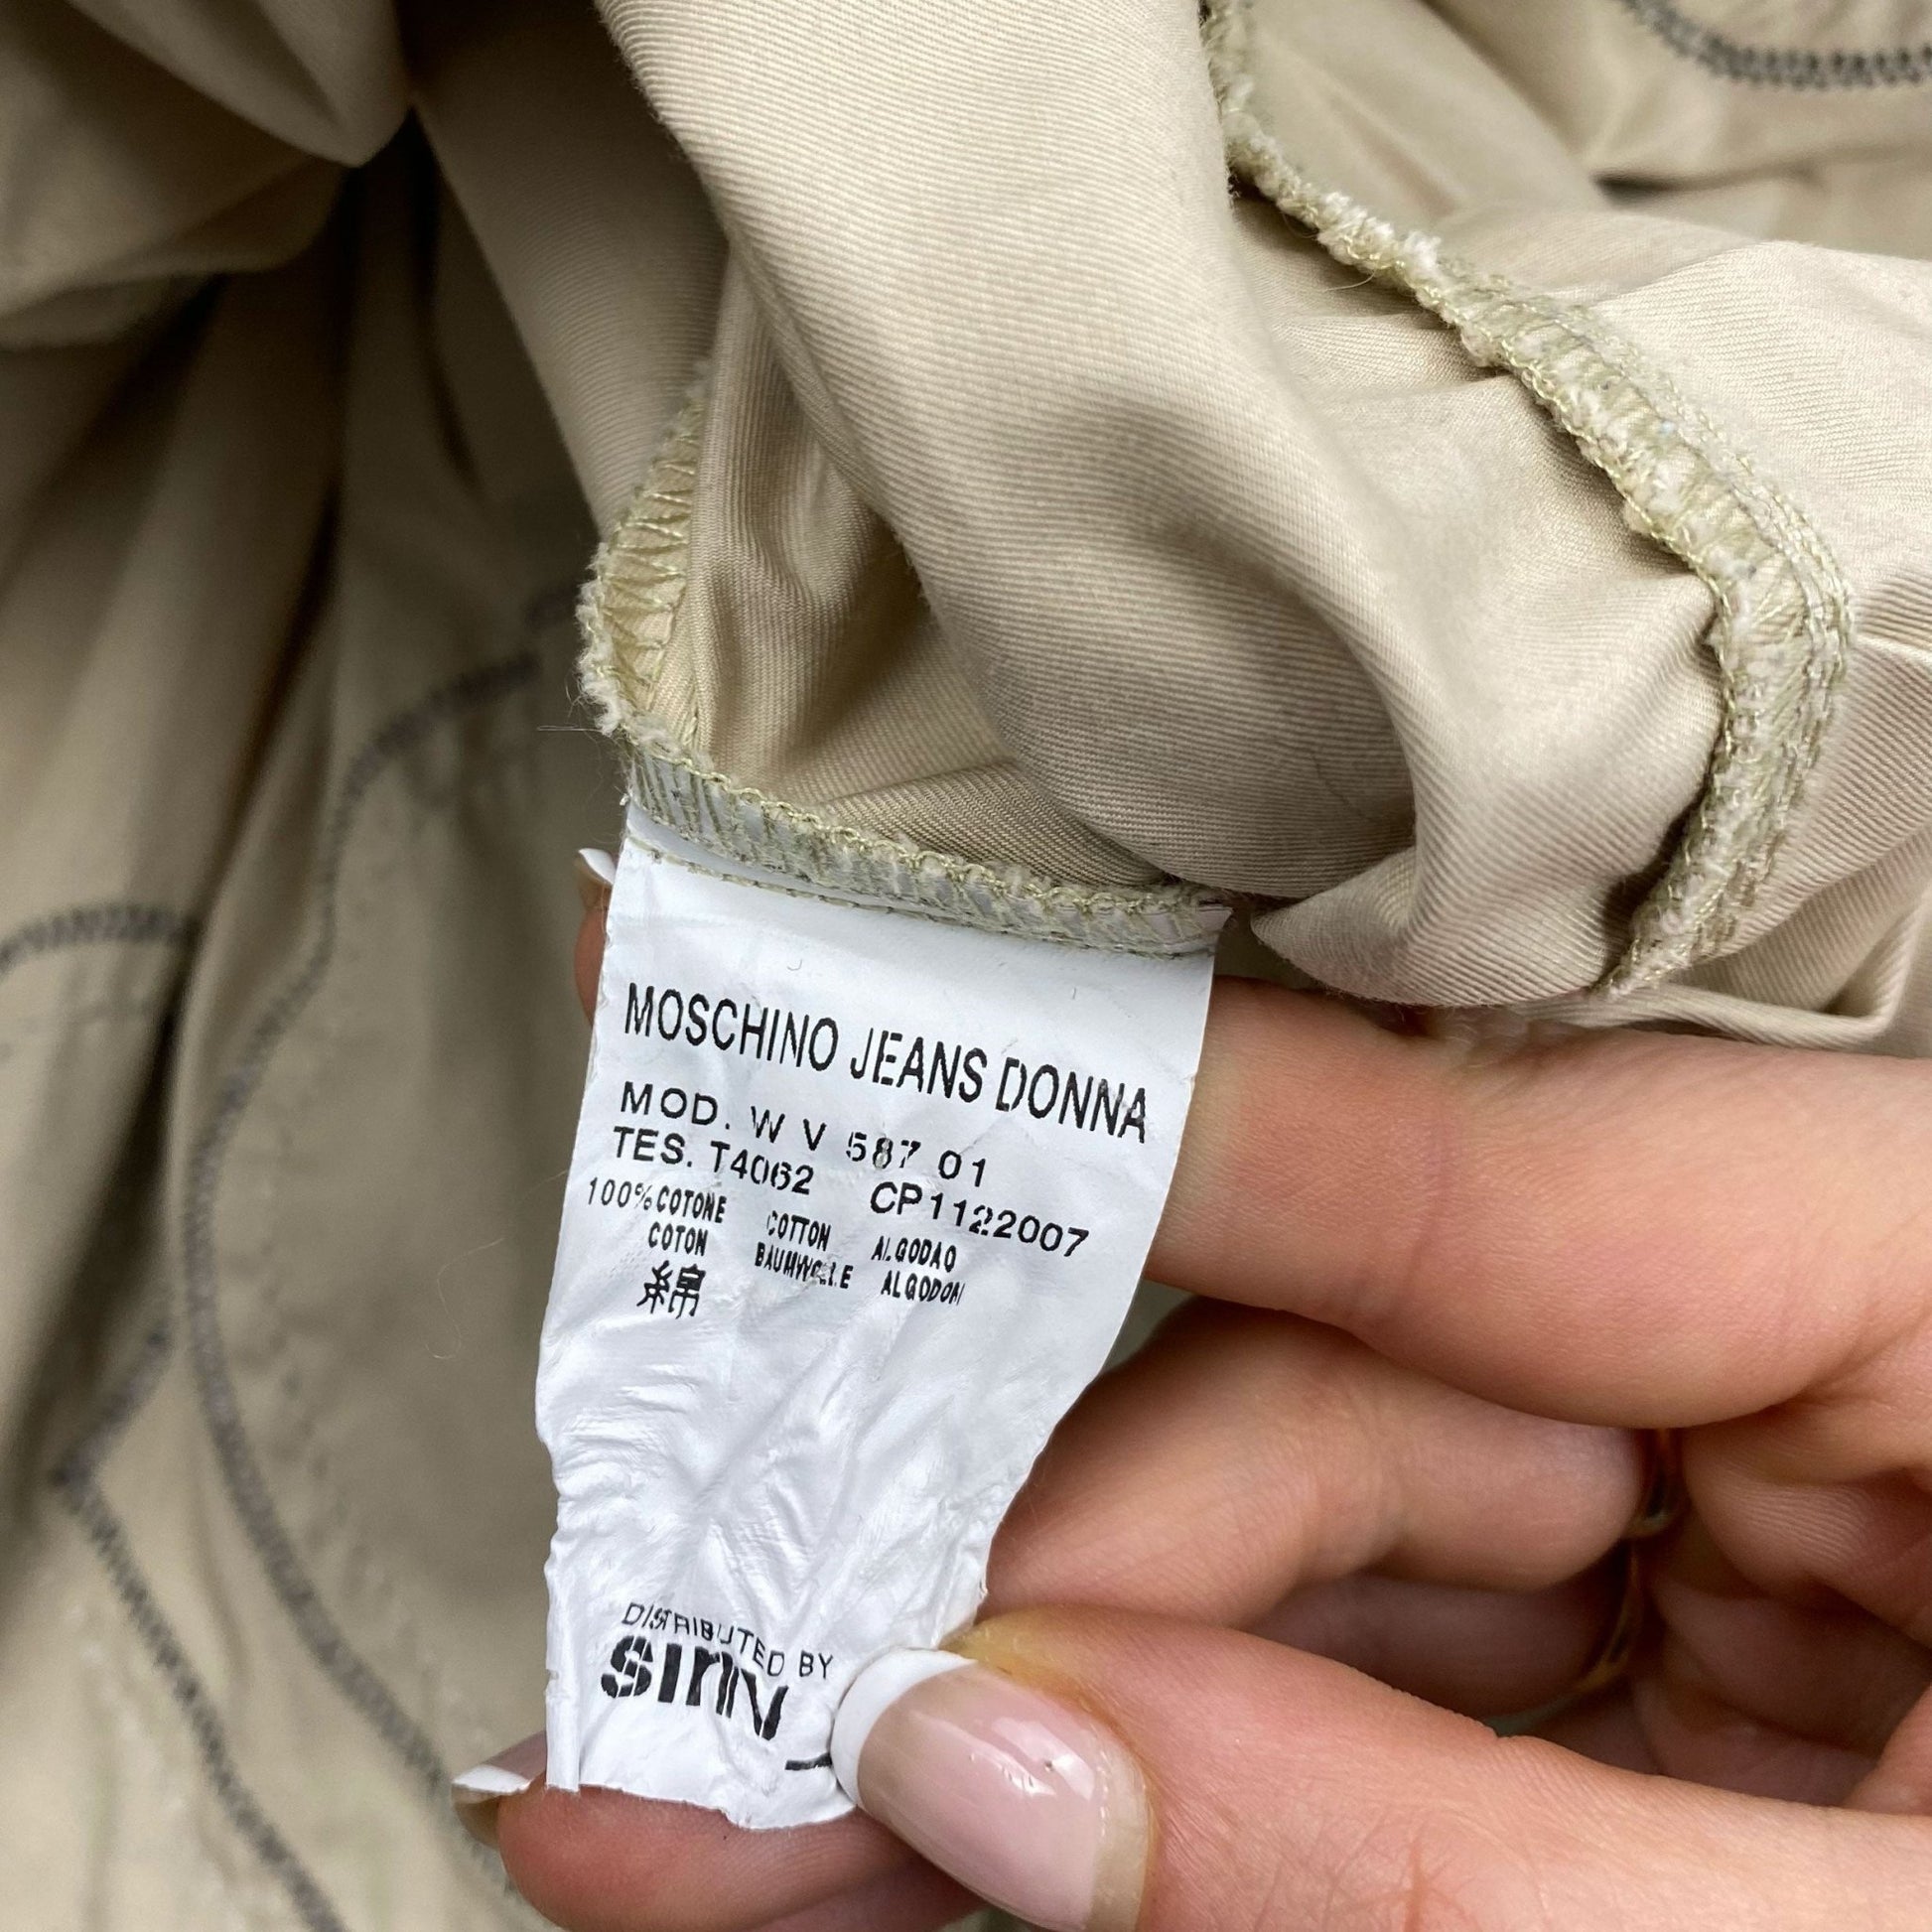 MOSCHINO JEANS DONNA
MOD. W V 587 01
TES. T4062 CP1122007
100% COTONE COTTON ALGODAO
COTON BAUMWOLLE ALGODON
綿
DISTRIBUTED BY
sinv